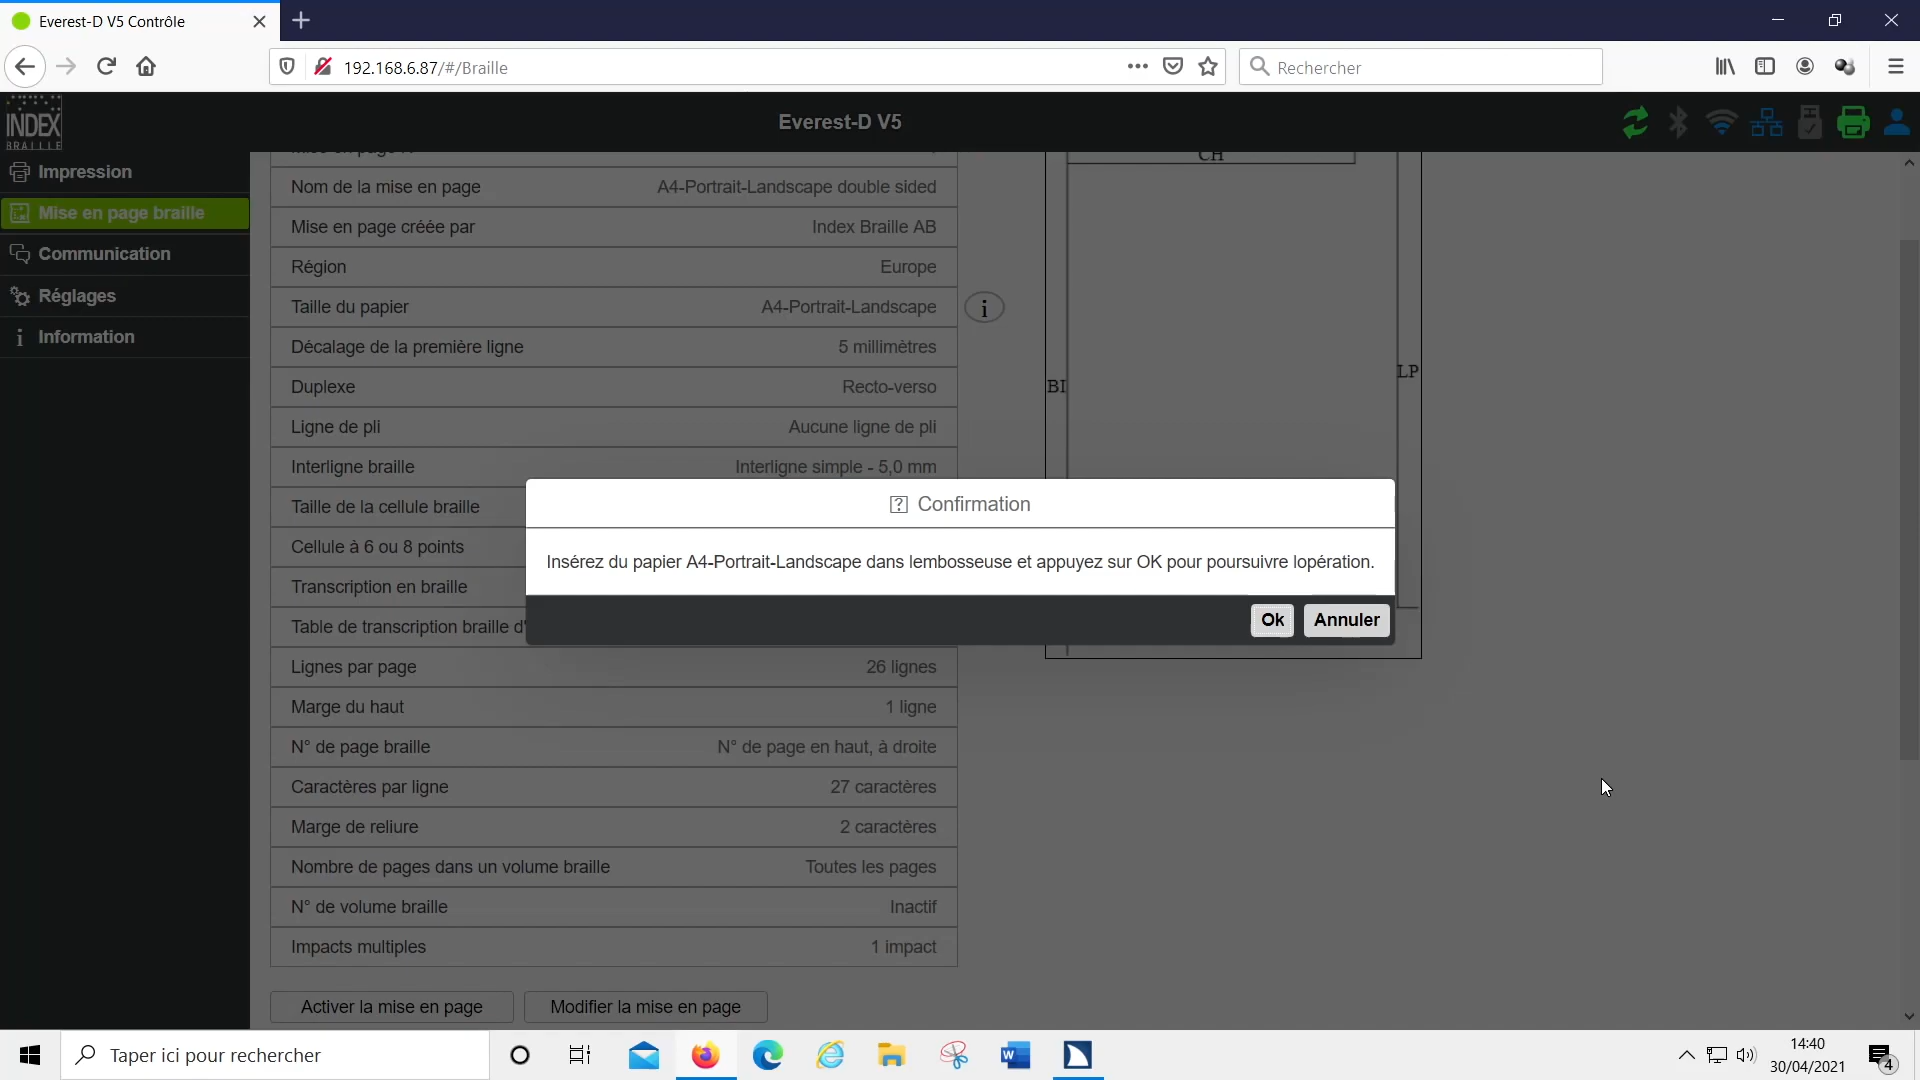 Everest-D V5 Contrôle
192.168.6.87/#/Braille
Rechercher
INDEX
BRAILLE
Everest-D V5
Impression
Mise en page braille
Communication
Réglages
Information
Nom de la mise en page A4-Portrait-Landscape double sided
Mise en page créée par Index Braille AB
Région Europe
Taille du papier A4-Portrait-Landscape
i
Décalage de la première ligne 5 millimètres
Duplexe Recto-verso
Ligne de pli Aucune ligne de pli
Interligne braille Interligne simple - 5,0 mm
Taille de la cellule braille
Cellule à 6 ou 8 points
Transcription en braille
Table de transcription braille d'
Lignes par page 26 lignes
Marge du haut 1 ligne
N° de page braille N° de page en haut, à droite
Caractères par ligne 27 caractères
Marge de reliure 2 caractères
Nombre de pages dans un volume braille Toutes les pages
N° de volume braille Inactif
Impacts multiples 1 impact
Activer la mise en page Modifier la mise en page
CH
BI
LP
? Confirmation
Insérez du papier A4-Portrait-Landscape dans lembosseuse et appuyez sur OK pour poursuivre lopération.
Ok Annuler
Taper ici pour rechercher
14:40
30/04/2021
4